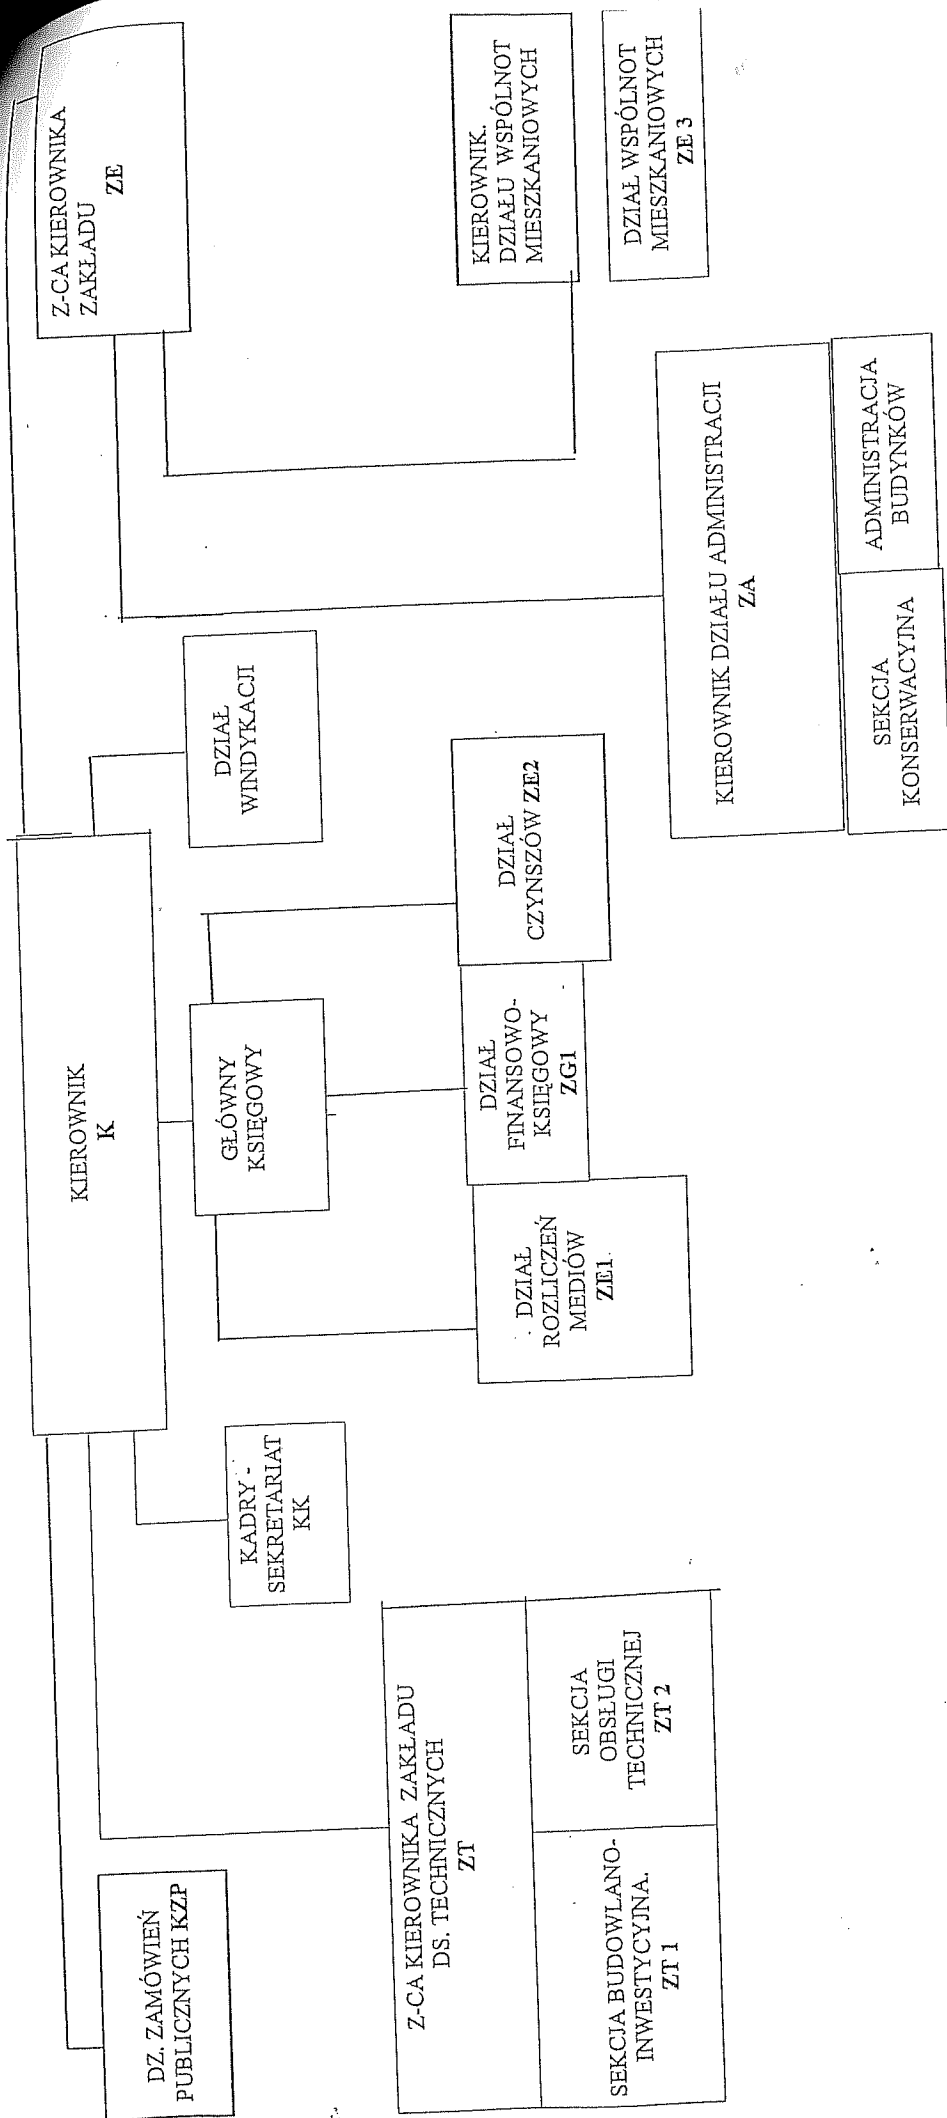 KIEROWNIK
K
Z-CA KIEROWNIKA
ZAKŁADU
ZE
DZ. ZAMÓWIEŃ
PUBLICZNYCH KZP
KADRY -
SEKRETARIAT
KK
GŁÓWNY
KSIĘGOWY
DZIAŁ
WINDYKACJI
Z-CA KIEROWNIKA ZAKŁADU
DS. TECHNICZNYCH
ZT
SEKCJA BUDOWLANO-
INWESTYCYJNA.
ZT 1
SEKCJA
OBSŁUGI
TECHNICZNEJ
ZT 2
DZIAŁ
ROZLICZEŃ
MEDIÓW
ZE1.
DZIAŁ
FINANSOWO-
KSIĘGOWY
ZG1
DZIAŁ
CZYNSZÓW ZE2
KIEROWNIK.
DZIAŁU WSPÓLNOT
MIESZKANIOWYCH
DZIAŁ WSPÓLNOT
MIESZKANIOWYCH
ZE 3
KIEROWNIK DZIAŁU ADMINISTRACJI
ZA
SEKCJA
KONSERWACYJNA
ADMINISTRACJA
BUDYNKÓW